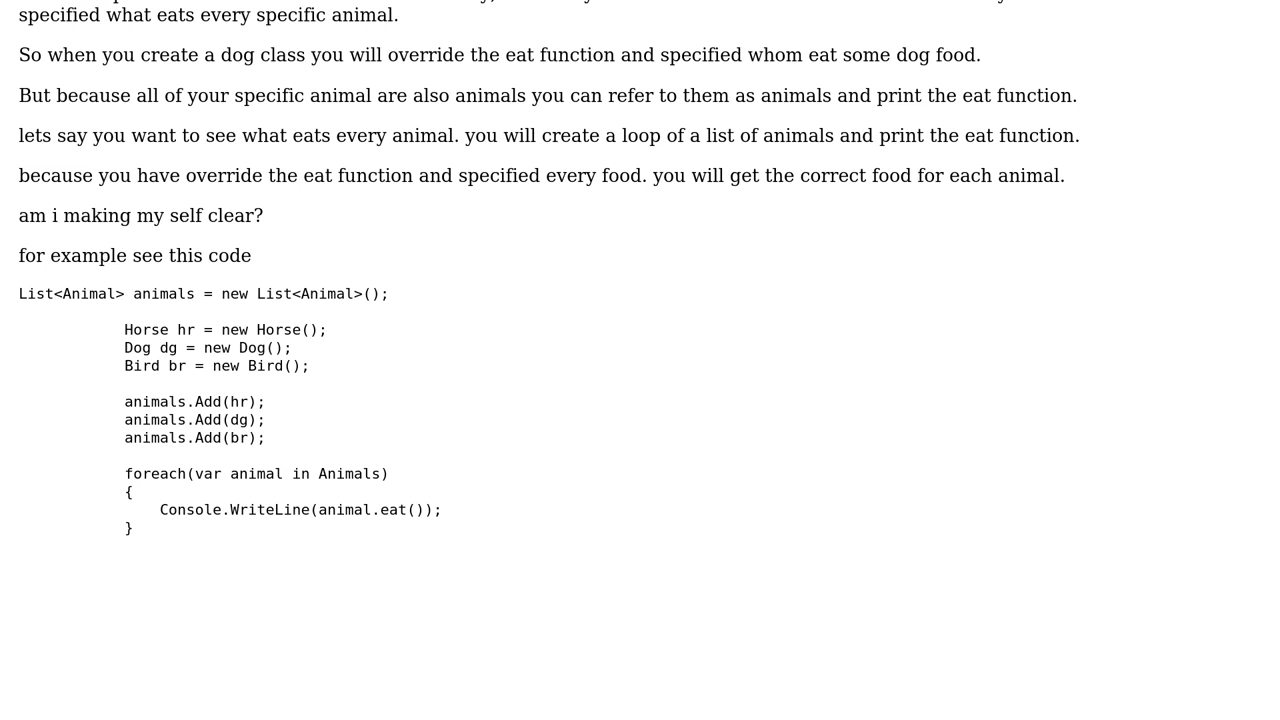 specified what eats every specific animal.
So when you create a dog class you will override the eat function and specified whom eat some dog food.
But because all of your specific animal are also animals you can refer to them as animals and print the eat function.
lets say you want to see what eats every animal. you will create a loop of a list of animals and print the eat function.
because you have override the eat function and specified every food. you will get the correct food for each animal.
am i making my self clear?
for example see this code
List<Animal> animals = new List<Animal>();
Horse hr = new Horse();
Dog dg = new Dog();
Bird br = new Bird();
animals.Add(hr);
animals.Add(dg);
animals.Add(br);
foreach(var animal in Animals)
{
Console.WriteLine(animal.eat());
}